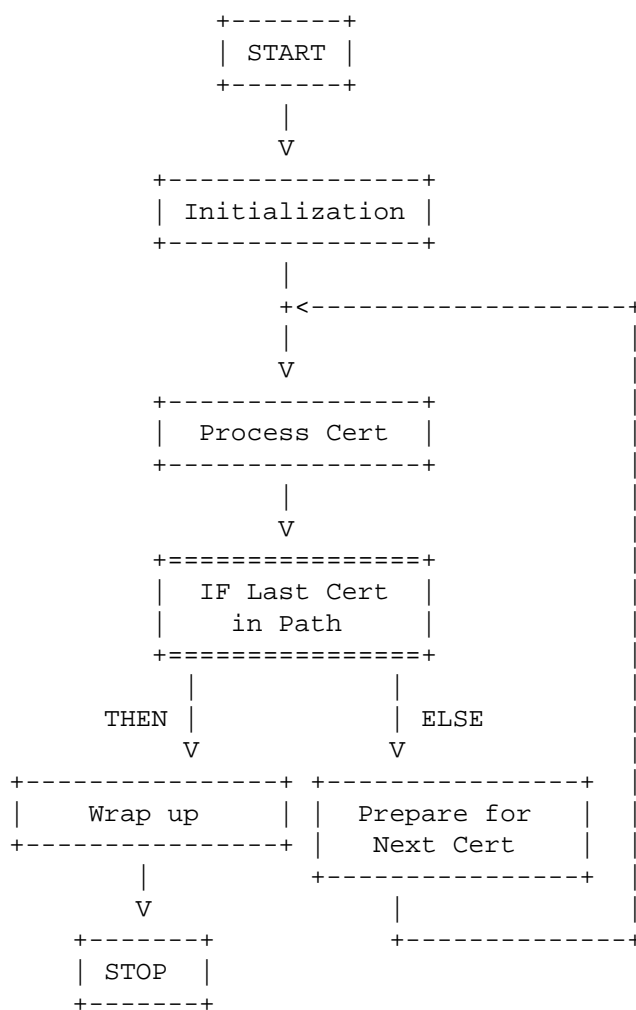 START
Initialization
Process Cert
IF Last Cert
in Path
THEN ELSE
Wrap up
Prepare for
Next Cert
STOP